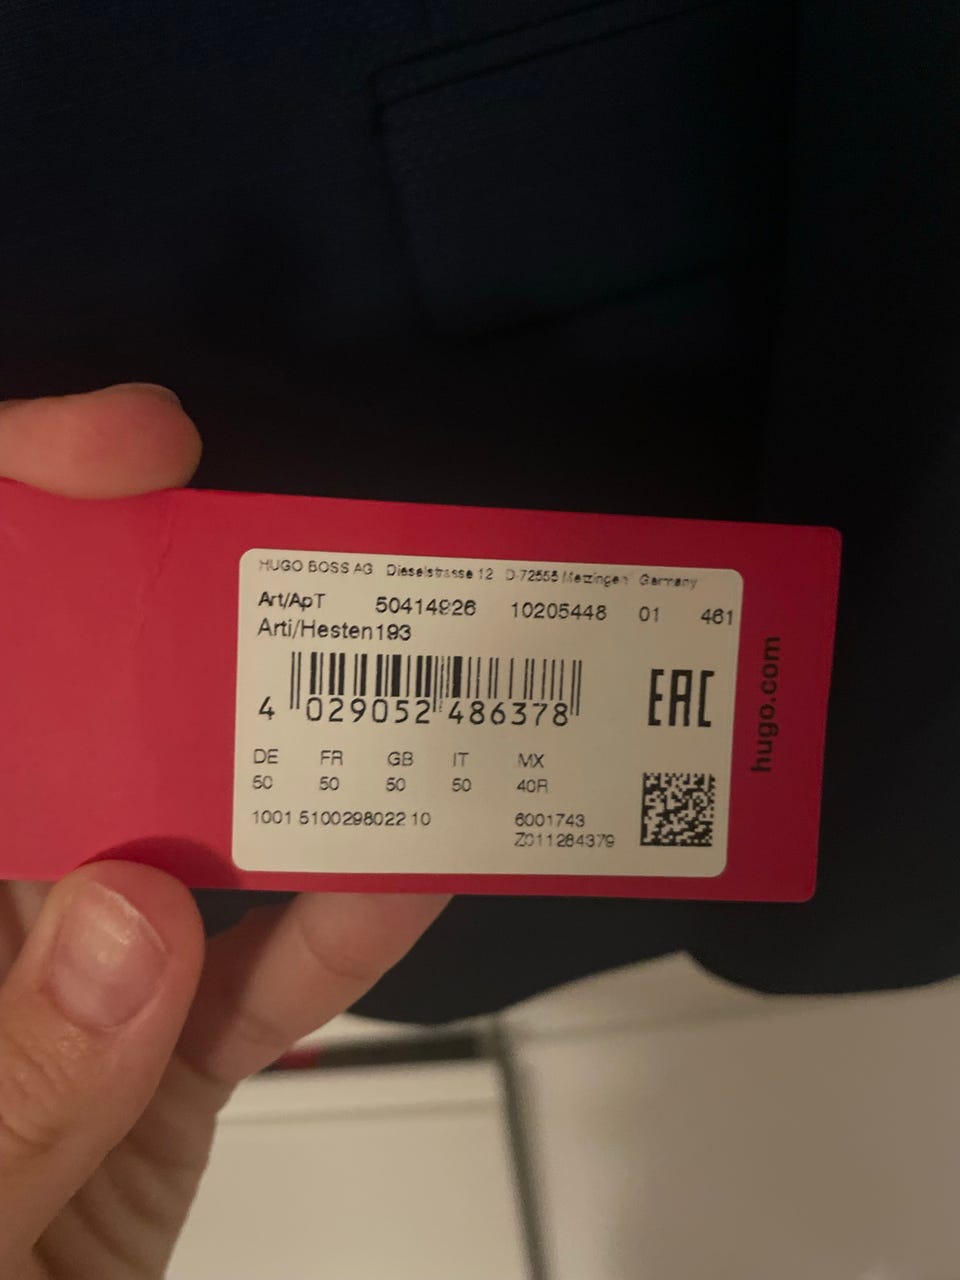 HUGO BOSS AG Dieselstrasse 12 D-72555 Metzingen Germany
Art/ApT 50414926 10205448 01 461
Arti/Hesten193
4 029052 486378
EAC
DE FR GB IT MX
50 50 50 50 40R
1001 5100298022 10 6001743
Z011284379
hugo.com